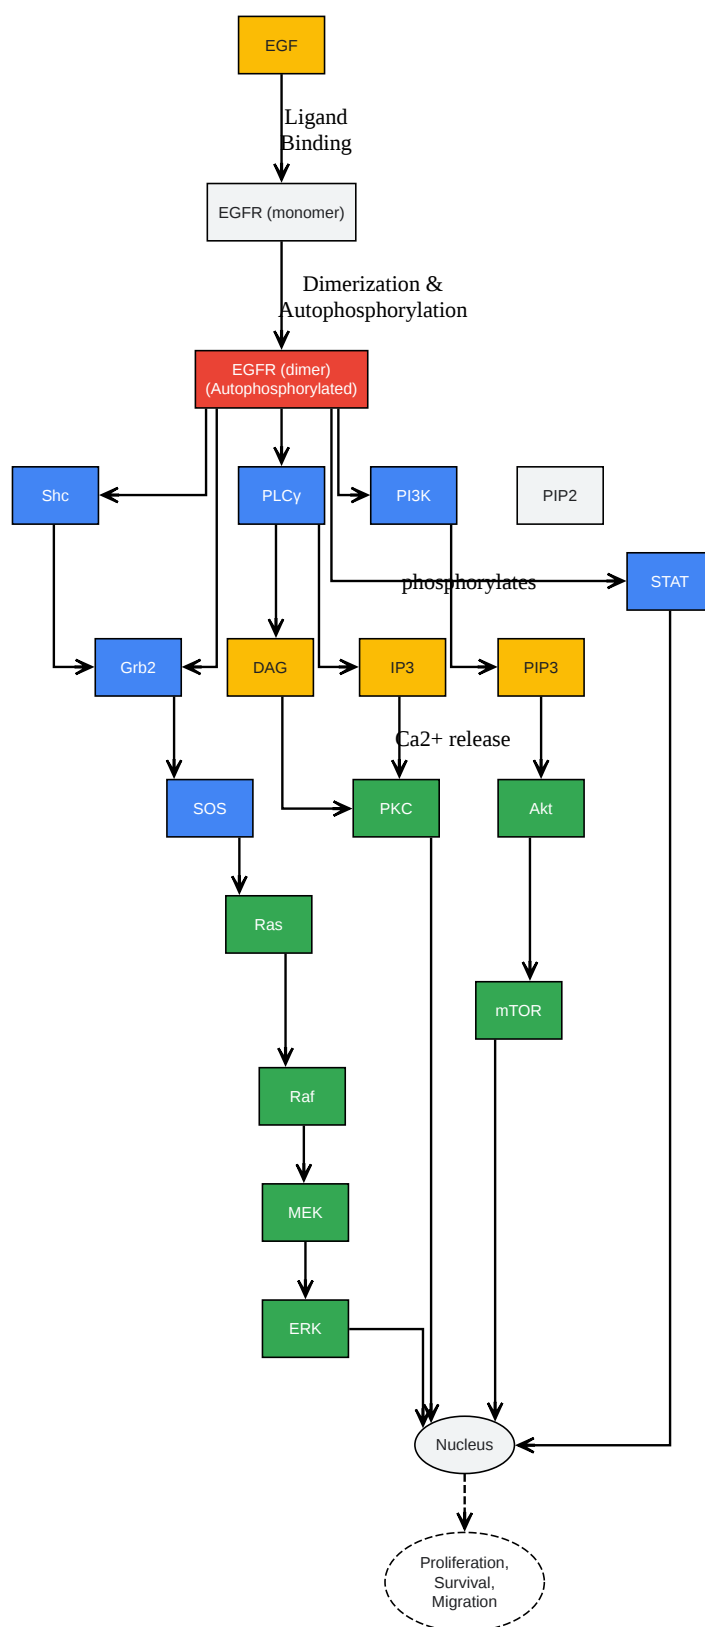 EGF
Ligand
Binding
EGFR (monomer)
Dimerization &
Autophosphorylation
EGFR (dimer)
(Autophosphorylated)
Shc
PLCγ
PI3K
PIP2
phosphorylates
STAT
Grb2
DAG
IP3
PIP3
Ca2+ release
SOS
PKC
Akt
Ras
mTOR
Raf
MEK
ERK
Nucleus
Proliferation,
Survival,
Migration